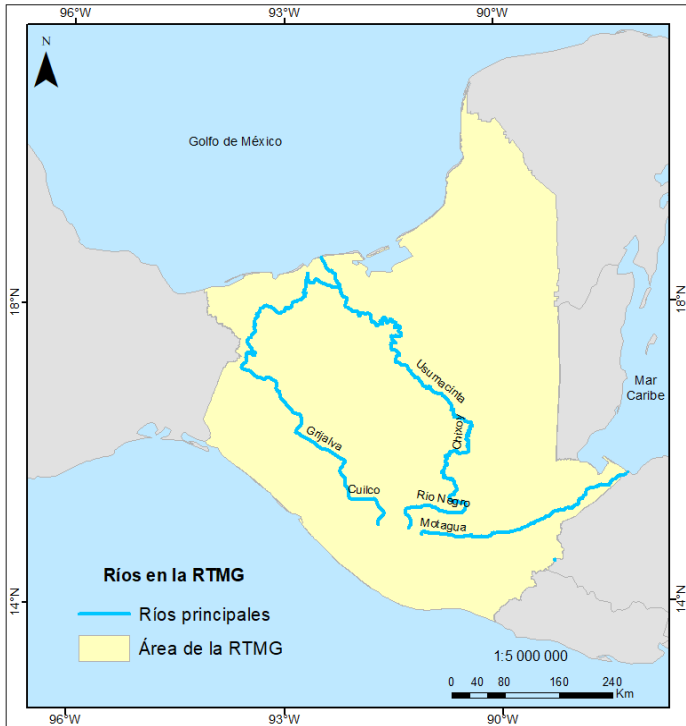 96°W 93°W 90°W
N
Golfo de México
18°N 18°N
Mar
Caribe
Usumacinta
Chixoy
Grijalva
Cuilco
Rio Negro
Motagua
Ríos en la RTMG
Ríos principales
Área de la RTMG
14°N 14°N
1:5 000 000
0 40 80 160 240
Km
96°W 93°W 90°W